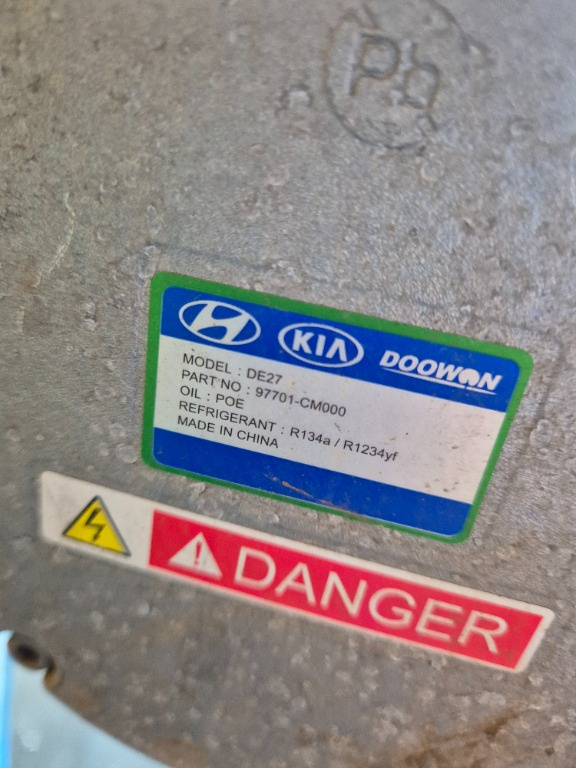 Pb
KIA DOOWON
MODEL : DE27
PART NO : 97701-CM000
OIL : POE
REFRIGERANT : R134a / R1234yf
MADE IN CHINA
DANGER